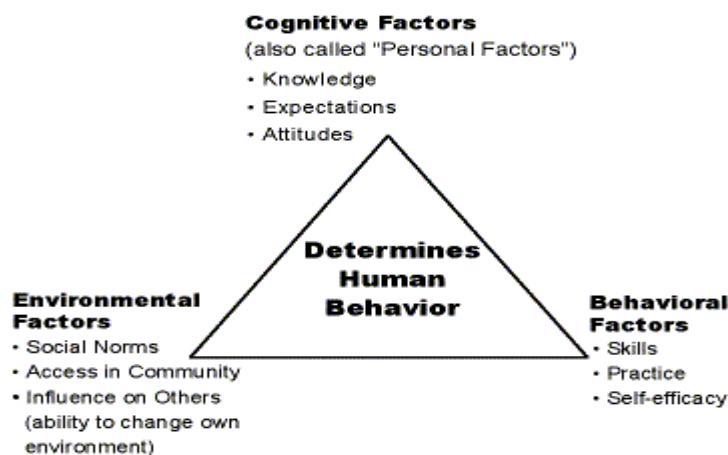 Cognitive Factors
(also called "Personal Factors")
• Knowledge
• Expectations
• Attitudes
Determines
Human
Behavior
Environmental
Factors
• Social Norms
• Access in Community
• Influence on Others
(ability to change own
environment)
Behavioral
Factors
• Skills
• Practice
• Self-efficacy